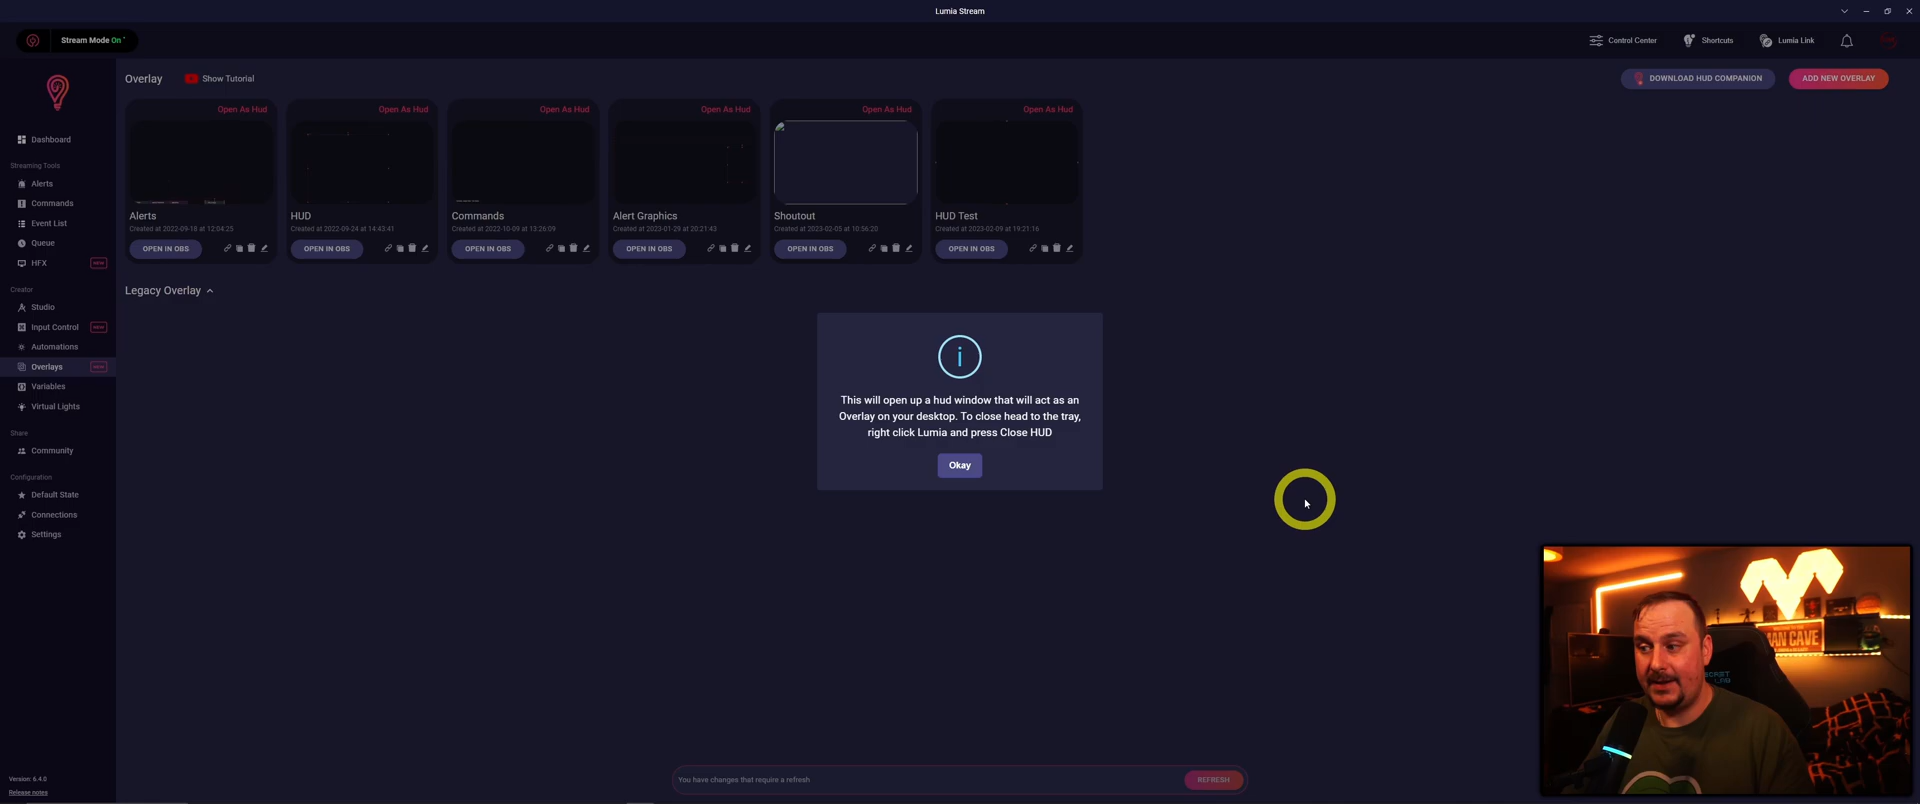 Lumia Stream
Stream Mode On
Control Center
Shortcuts
Lumia Link
Overlay
Show Tutorial
DOWNLOAD HUD COMPANION
ADD NEW OVERLAY
Dashboard
Streaming Tools
Alerts
Commands
Event List
Queue
HFX NEW
Creator
Studio
Input Control NEW
Automations
Overlays NEW
Variables
Virtual Lights
Share
Community
Configuration
Default State
Connections
Settings
Version: 6.4.0
Release notes
Open As Hud
Alerts
Created at 2022-09-18 at 12:04:25
OPEN IN OBS
Open As Hud
HUD
Created at 2022-09-24 at 14:43:41
OPEN IN OBS
Open As Hud
Commands
Created at 2022-10-09 at 13:26:09
OPEN IN OBS
Open As Hud
Alert Graphics
Created at 2023-01-29 at 20:21:43
OPEN IN OBS
Open As Hud
Shoutout
Created at 2023-02-05 at 10:56:20
OPEN IN OBS
Open As Hud
HUD Test
Created at 2023-02-09 at 19:21:16
OPEN IN OBS
Legacy Overlay
This will open up a hud window that will act as an
Overlay on your desktop. To close head to the tray,
right click Lumia and press Close HUD
Okay
You have changes that require a refresh
REFRESH
MAN CAVE